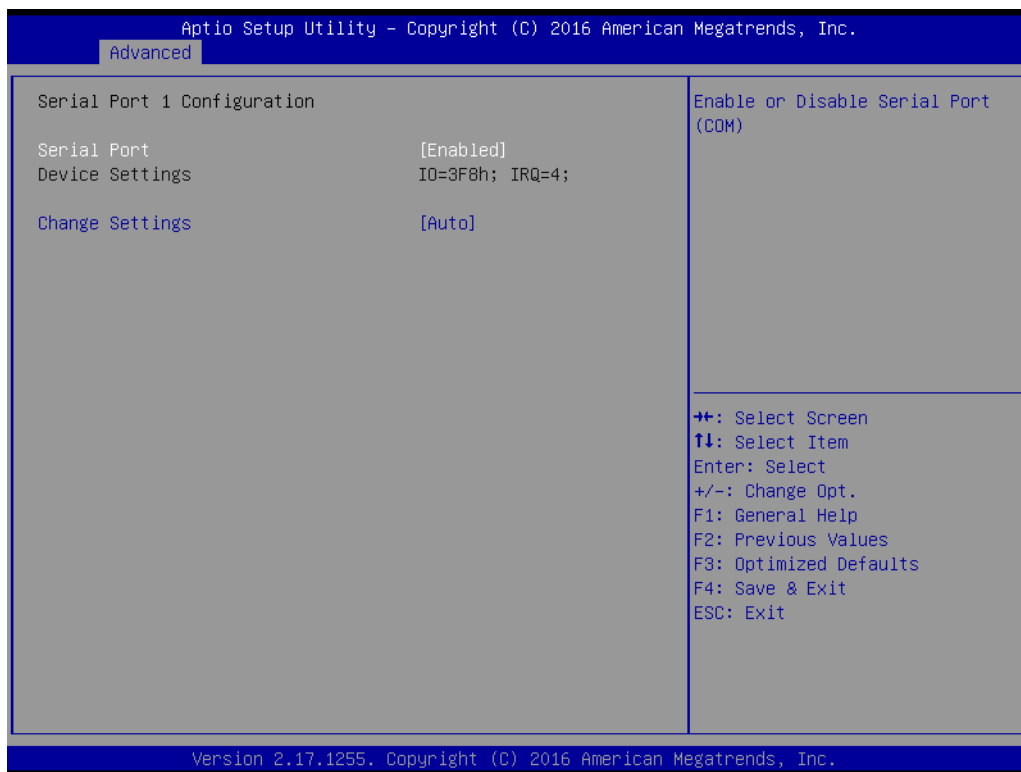 Aptio Setup Utility – Copyright (C) 2016 American Megatrends, Inc.
Advanced
Serial Port 1 Configuration
Serial Port [Enabled]
Device Settings IO=3F8h; IRQ=4;
Change Settings [Auto]
Enable or Disable Serial Port
(COM)
→←: Select Screen
↑↓: Select Item
Enter: Select
+/-: Change Opt.
F1: General Help
F2: Previous Values
F3: Optimized Defaults
F4: Save & Exit
ESC: Exit
Version 2.17.1255. Copyright (C) 2016 American Megatrends, Inc.